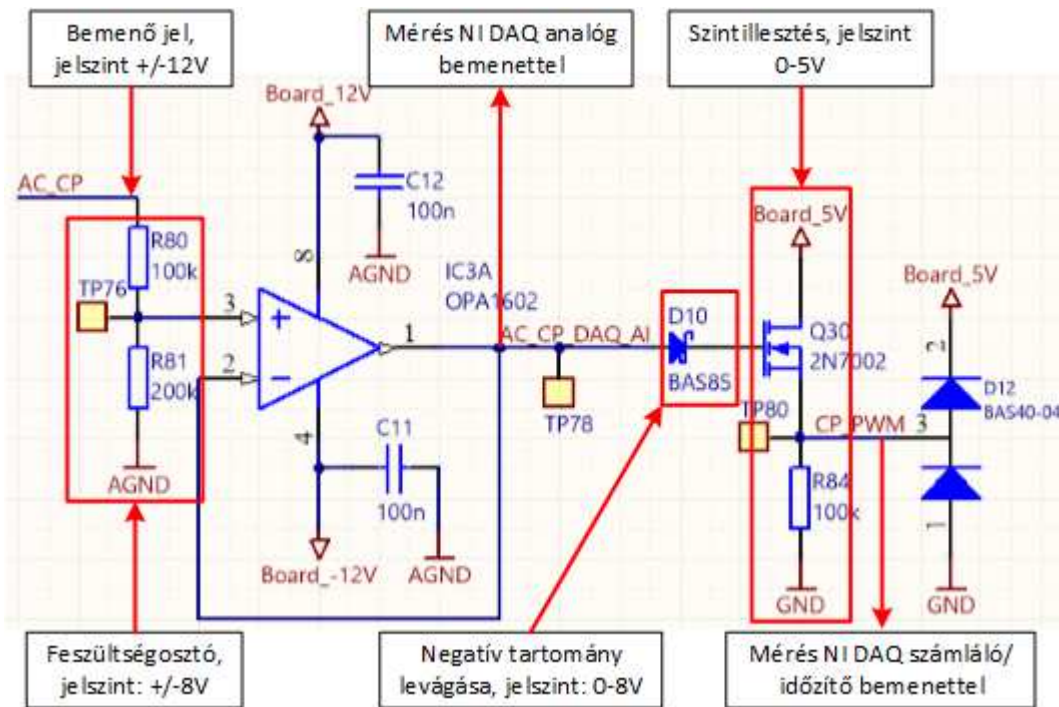 Bemenő jel,
jelszint +/-12V
Mérés NI DAQ analóg
bemenettel
Szintillesztés, jelszint
0-5V
Board_12V
AC_CP
C12
100n
AGND
R80
100k
TP76
3
8
IC3A
OPA1602
1
AC_CP_DAQ_AI
D10
BAS85
Board_5V
Q30
2N7002
Board_5V
2
D12
BAS40-04
R81
200k
2
4
C11
100n
TP78
TP80
CP_PWM
3
R84
100k
1
AGND
Board_-12V
AGND
GND
GND
Feszültségosztó,
jelszint: +/-8V
Negatív tartomány
levágása, jelszint: 0-8V
Mérés NI DAQ számláló/
időzítő bemenettel